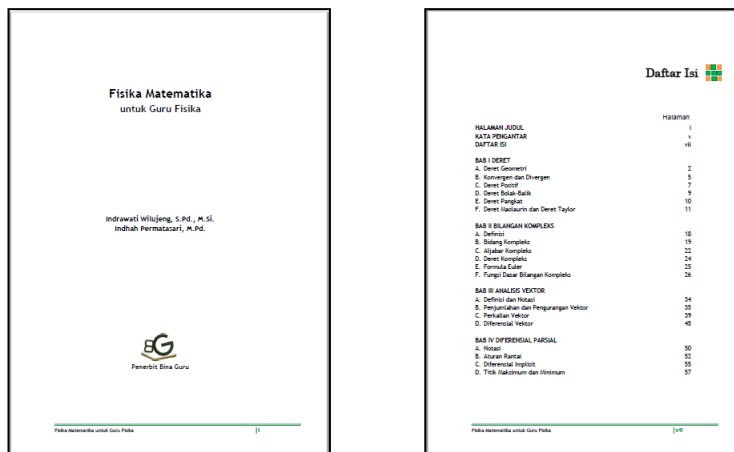 Fisika Matematika
untuk Guru Fisika
Indrawati Wilujeng, S.Pd., M.Si.
Indhah Permatasari, M.Pd.
BG
Penerbit Bina Guru
Fisika Matematika untuk Guru Fisika |i
Daftar Isi
Halaman
HALAMAN JUDUL i
KATA PENGANTAR v
DAFTAR ISI vii
BAB I DERET
A. Deret Geometri 2
B. Konvergen dan Divergen 5
C. Deret Positif 7
D. Deret Bolak-Balik 9
E. Deret Pangkat 10
F. Deret Maclaurin dan Deret Taylor 11
BAB II BILANGAN KOMPLEKS
A. Definisi 18
B. Bidang Kompleks 19
C. Aljabar Kompleks 22
D. Deret Kompleks 24
E. Formula Euler 25
F. Fungsi Dasar Bilangan Kompleks 26
BAB III ANALISIS VEKTOR
A. Definisi dan Notasi 34
B. Penjumlahan dan Pengurangan Vektor 35
C. Perkalian Vektor 39
D. Diferensial Vektor 45
BAB IV DIFERENSIAL PARSIAL
A. Notasi 50
B. Aturan Rantai 52
C. Diferensial Implisit 55
D. Titik Maksimum dan Minimum 57
Fisika Matematika untuk Guru Fisika |vii